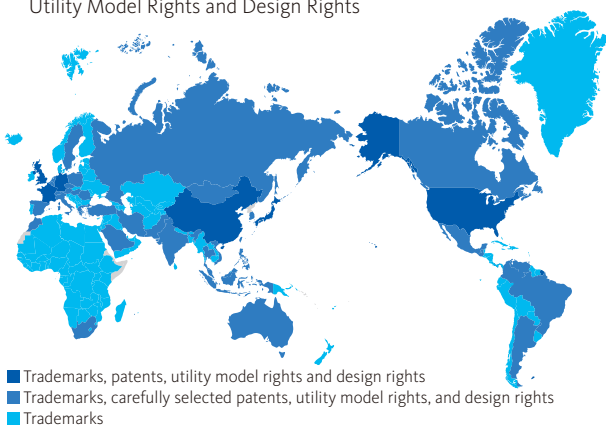 Utility Model Rights and Design Rights
Trademarks, patents, utility model rights and design rights
Trademarks, carefully selected patents, utility model rights, and design rights
Trademarks